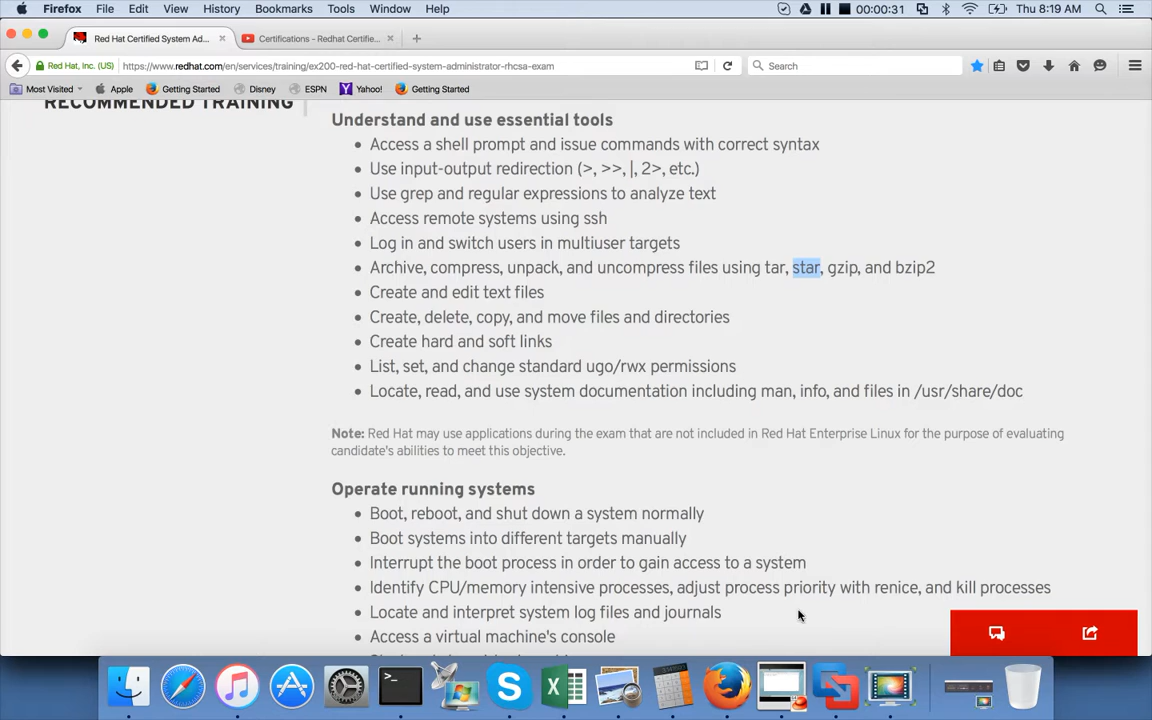 Firefox File Edit View History Bookmarks Tools Window Help 00:00:31 Thu 8:19 AM
Red Hat Certified System Ad... Certifications - Redhat Certifie...
Red Hat, Inc. (US) https://www.redhat.com/en/services/training/ex200-red-hat-certified-system-administrator-rhcsa-exam Search
Most Visited Apple Getting Started Disney ESPN Yahoo! Getting Started
RECOMMENDED TRAINING
Understand and use essential tools
Access a shell prompt and issue commands with correct syntax
Use input-output redirection (>, >>, |, 2>, etc.)
Use grep and regular expressions to analyze text
Access remote systems using ssh
Log in and switch users in multiuser targets
Archive, compress, unpack, and uncompress files using tar, star, gzip, and bzip2
Create and edit text files
Create, delete, copy, and move files and directories
Create hard and soft links
List, set, and change standard ugo/rwx permissions
Locate, read, and use system documentation including man, info, and files in /usr/share/doc
Note: Red Hat may use applications during the exam that are not included in Red Hat Enterprise Linux for the purpose of evaluating
candidate's abilities to meet this objective.
Operate running systems
Boot, reboot, and shut down a system normally
Boot systems into different targets manually
Interrupt the boot process in order to gain access to a system
Identify CPU/memory intensive processes, adjust process priority with renice, and kill processes
Locate and interpret system log files and journals
Access a virtual machine's console